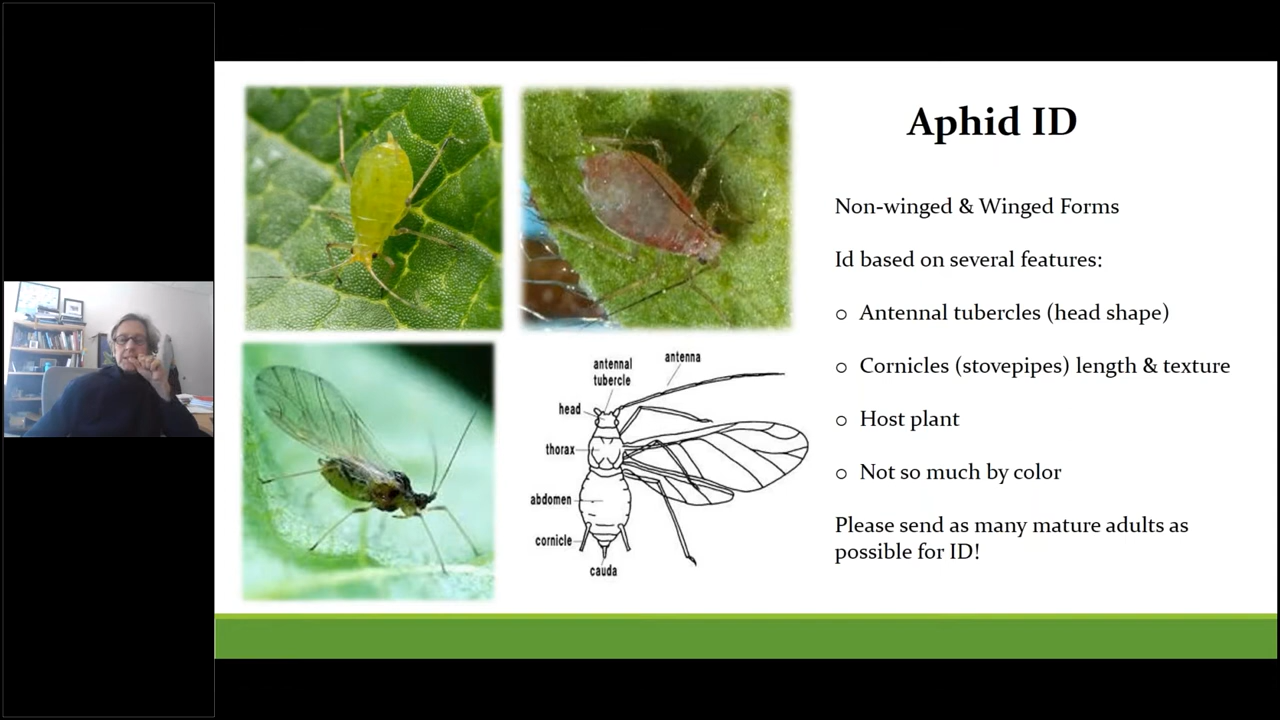 Aphid ID
Non-winged & Winged Forms
Id based on several features:
o Antennal tubercles (head shape)
o Cornicles (stovepipes) length & texture
o Host plant
o Not so much by color
Please send as many mature adults as
possible for ID!
antennal
tubercle
antenna
head
thorax
abdomen
cornicle
cauda